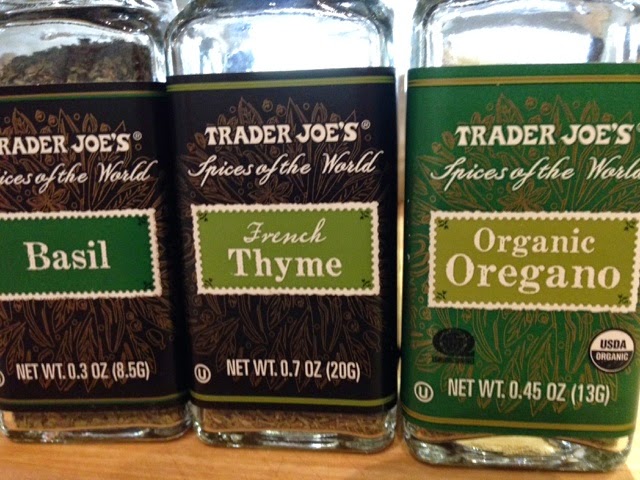 RADER JOE'S®
ices of the World
Basil
NET WT. 0.3 OZ (8.5G)
TRADER JOE'S®
Spices of the World
French
Thyme
U
NET WT. 0.7 OZ (20G)
TRADER JOE'S
Spices of the World
Organic
Oregano
USDA
ORGANIC
U
NET WT. 0.45 OZ (13G)